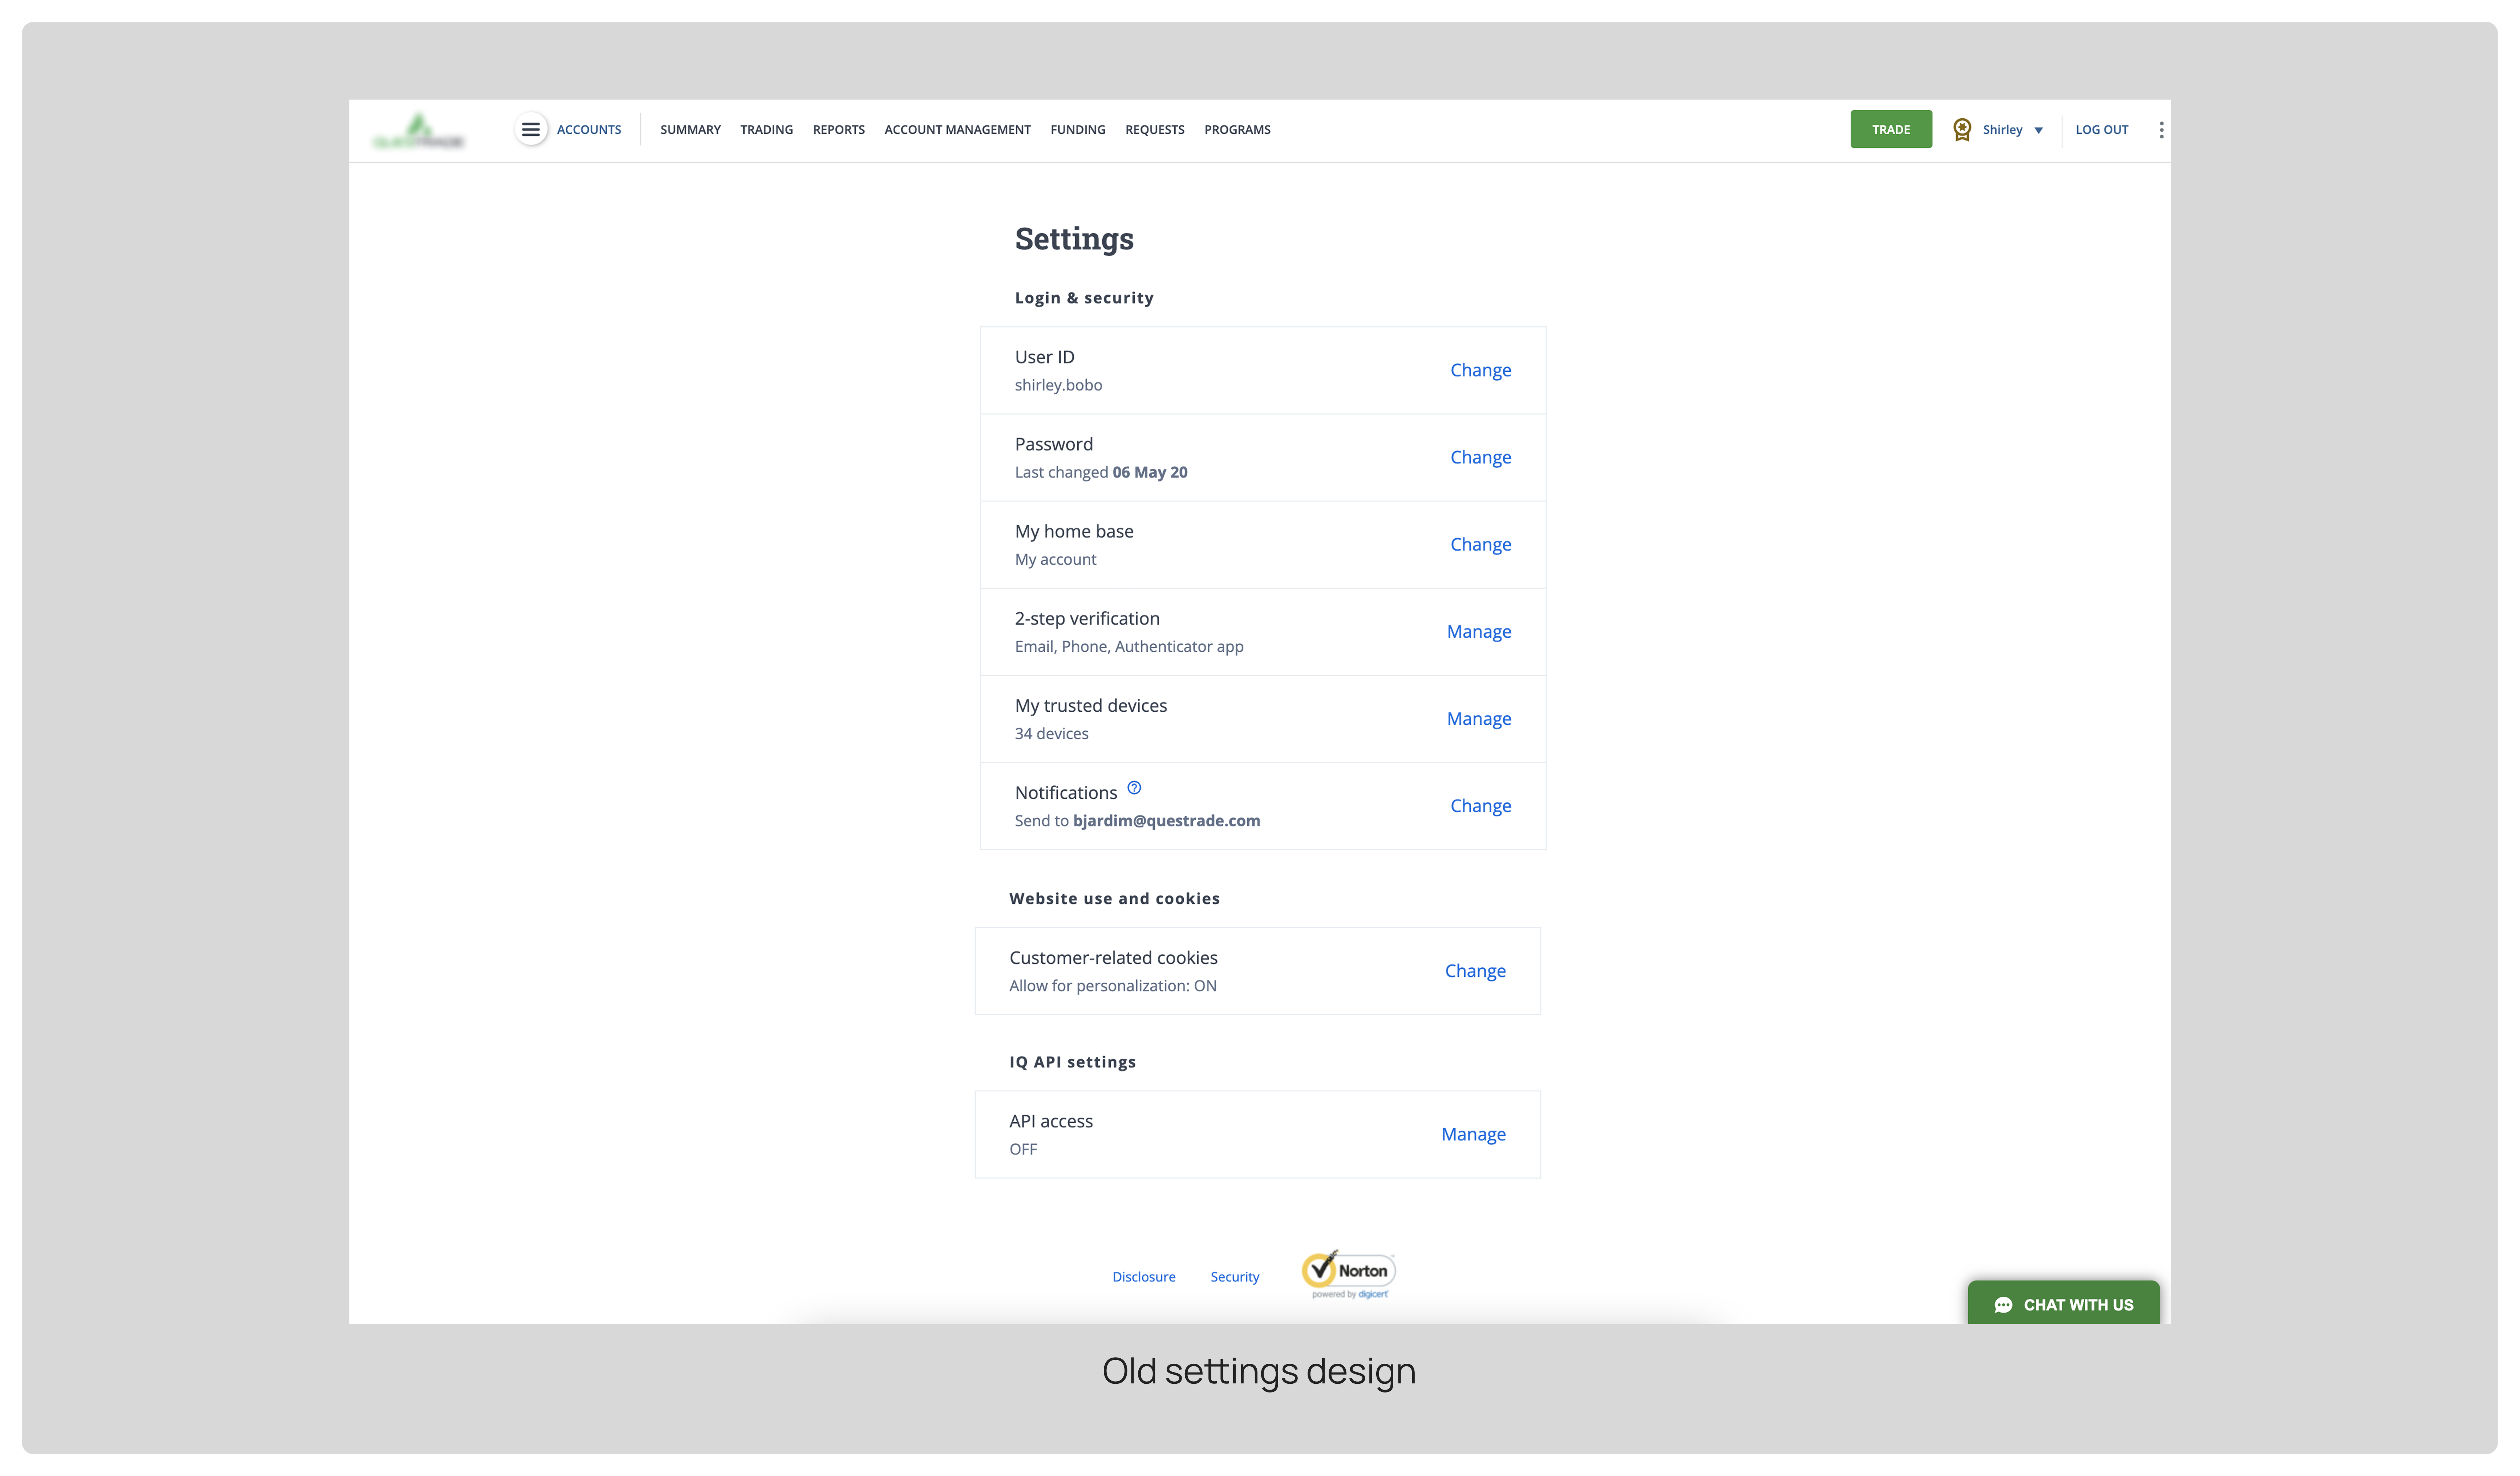 QUESTRADE
ACCOUNTS SUMMARY TRADING REPORTS ACCOUNT MANAGEMENT FUNDING REQUESTS PROGRAMS TRADE Shirley LOG OUT
Settings
Login & security
User ID
shirley.bobo
Change
Password
Last changed 06 May 20
Change
My home base
My account
Change
2-step verification
Email, Phone, Authenticator app
Manage
My trusted devices
34 devices
Manage
Notifications ?
Send to bjardim@questrade.com
Change
Website use and cookies
Customer-related cookies
Allow for personalization: ON
Change
IQ API settings
API access
OFF
Manage
Disclosure Security Norton
powered by digicert
CHAT WITH US
Old settings design